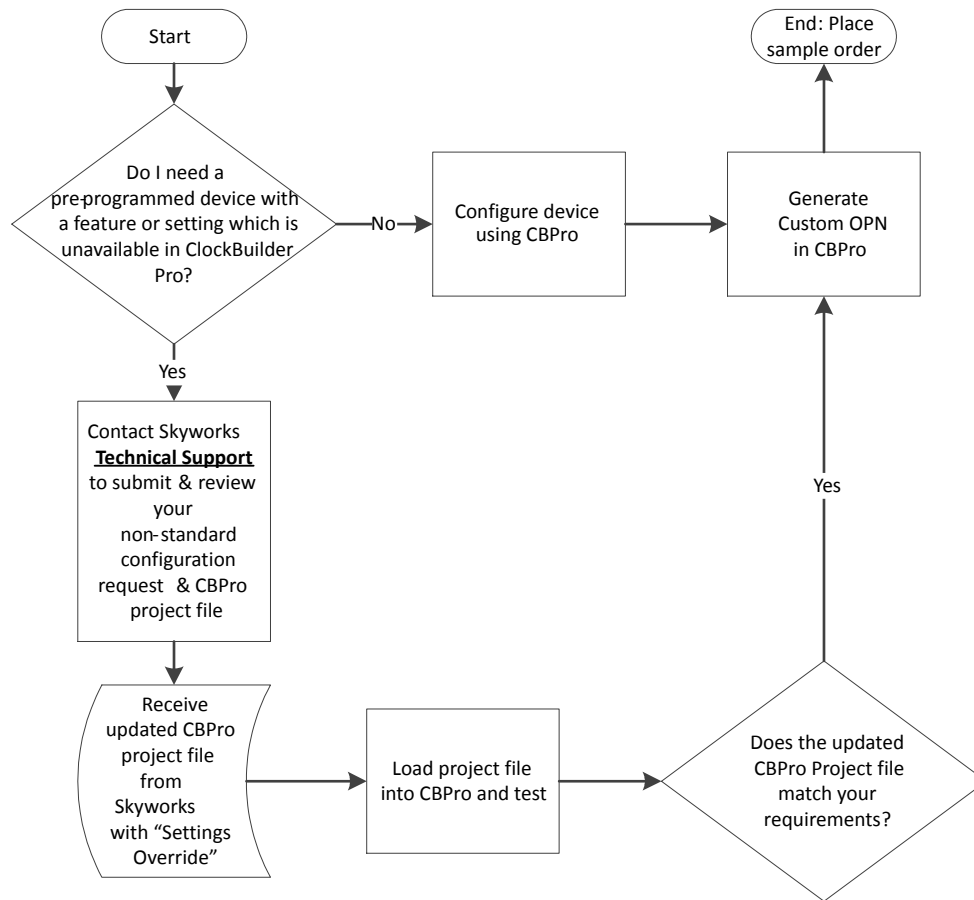 Start
End: Place
sample order
Do I need a
pre-programmed device with
a feature or setting which is
unavailable in ClockBuilder
Pro?
No
Configure device
using CBPro
Generate
Custom OPN
in CBPro
Yes
Contact Skyworks
Technical Support
to submit & review
your
non-standard
configuration
request & CBPro
project file
Yes
Receive
updated CBPro
project file
from
Skyworks
with “Settings
Override”
Load project file
into CBPro and test
Does the updated
CBPro Project file
match your
requirements?